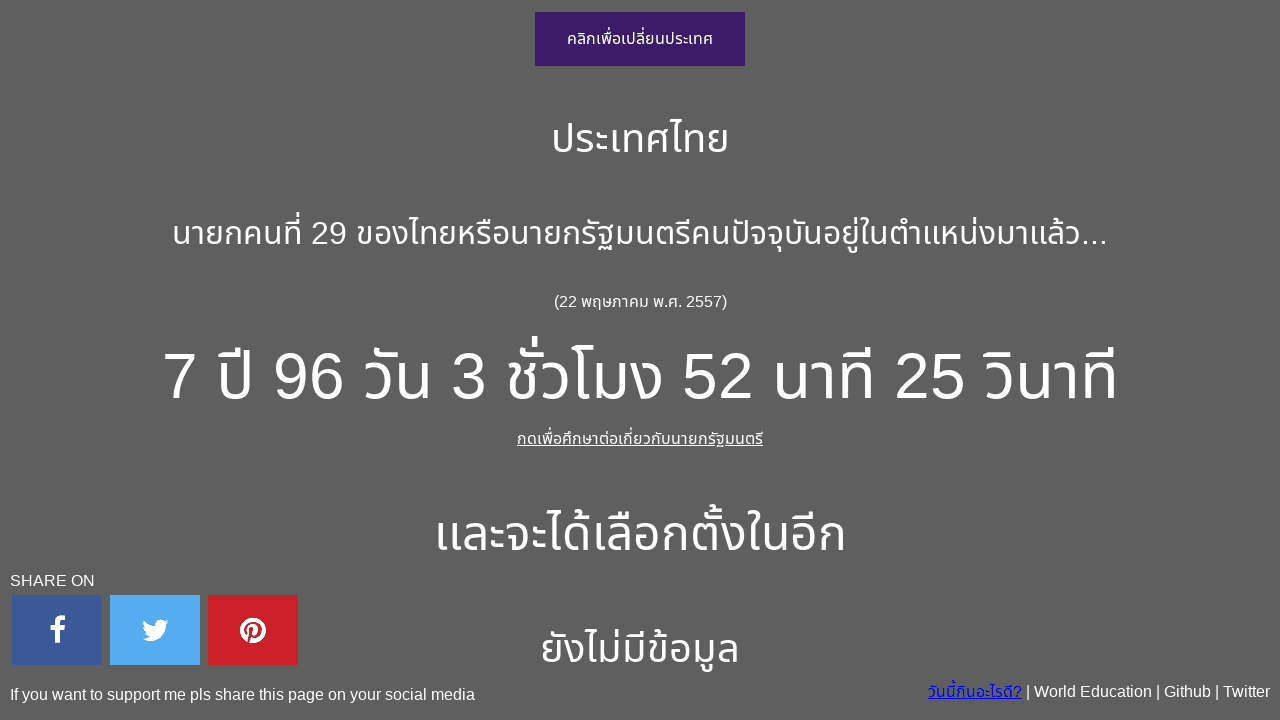 คลิกเพื่อเปลี่ยนประเทศ
ประเทศไทย
นายกคนที่ 29 ของไทยหรือนายกรัฐมนตรีคนปัจจุบันอยู่ในตำแหน่งมาแล้ว...
(22 พฤษภาคม พ.ศ. 2557)
7 ปี 96 วัน 3 ชั่วโมง 52 นาที 25 วินาที
กดเพื่อศึกษาต่อเกี่ยวกับนายกรัฐมนตรี
และจะได้เลือกตั้งในอีก
ยังไม่มีข้อมูล
SHARE ON
If you want to support me pls share this page on your social media
วันนี้กินอะไรดี? | World Education | Github | Twitter